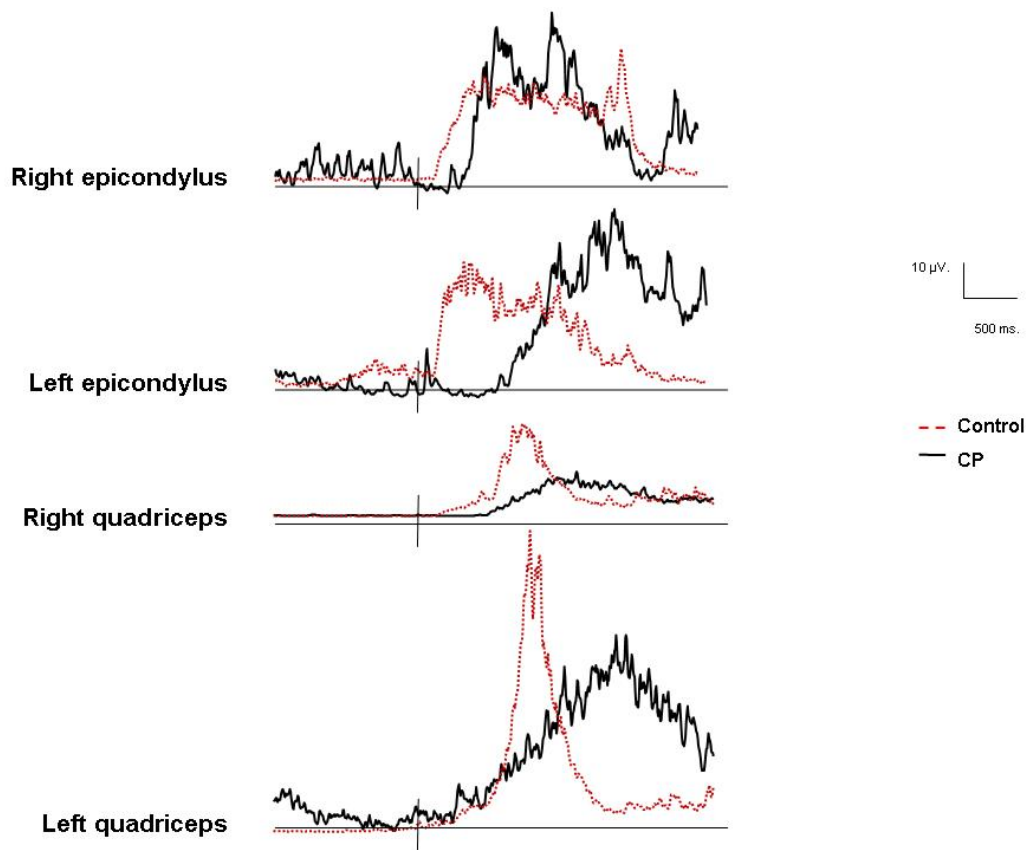 Right epicondylus
Left epicondylus
Right quadriceps
Left quadriceps
10 µV.
500 ms.
Control
CP